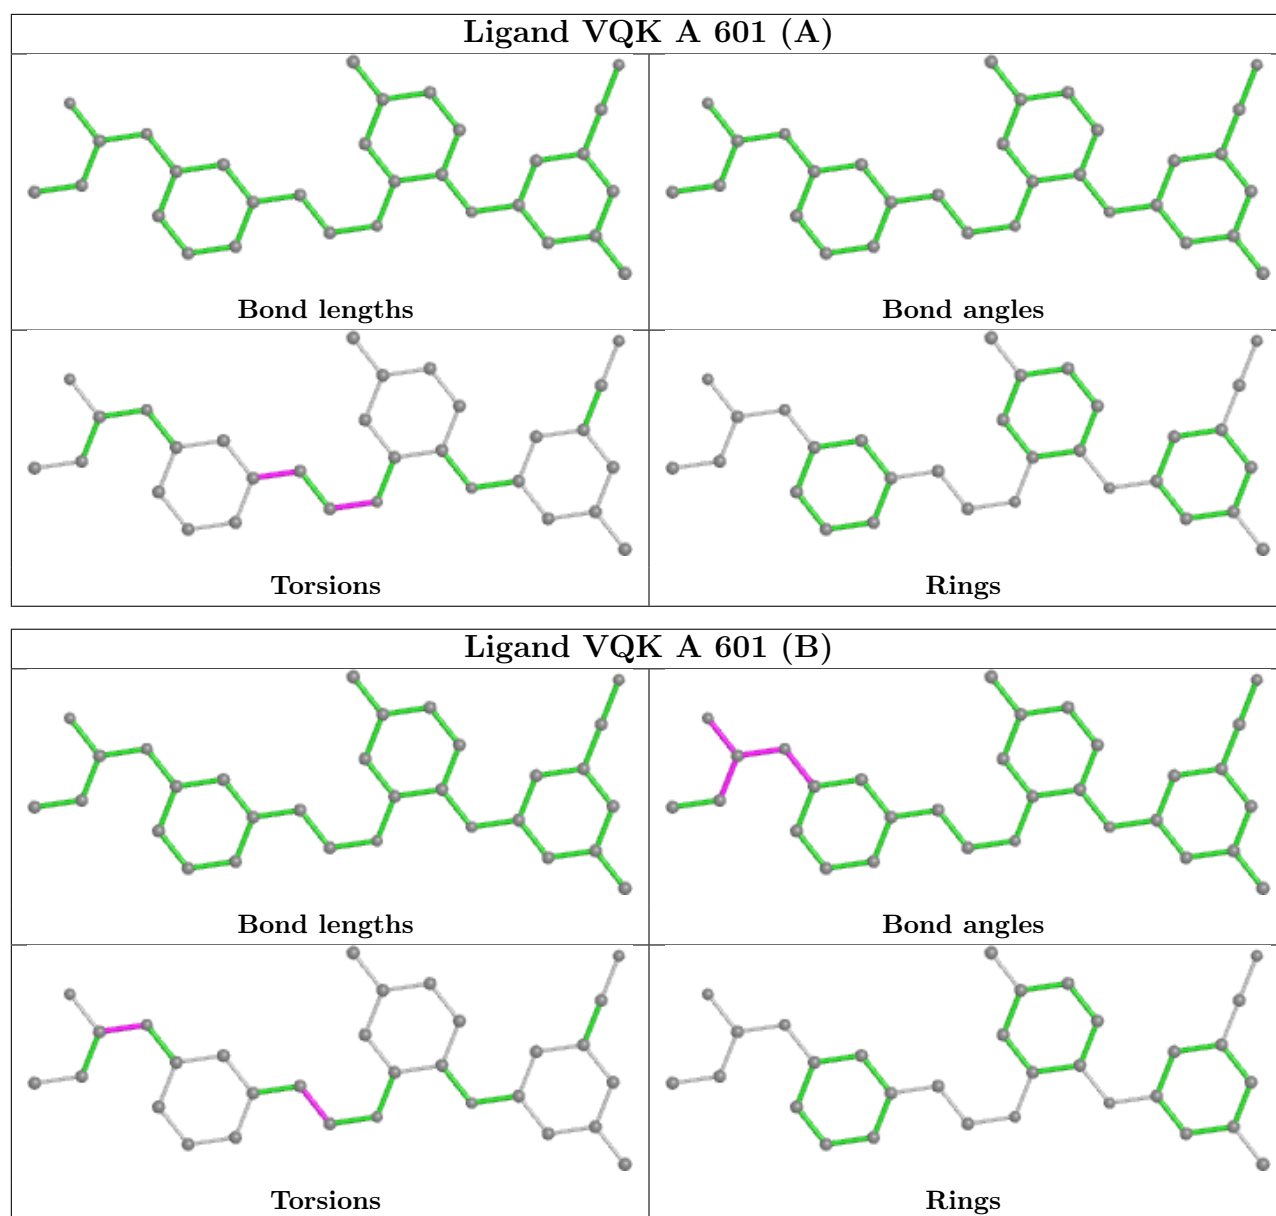 Ligand VQK A 601 (A)
Bond lengths
Bond angles
Torsions
Rings
Ligand VQK A 601 (B)
Bond lengths
Bond angles
Torsions
Rings